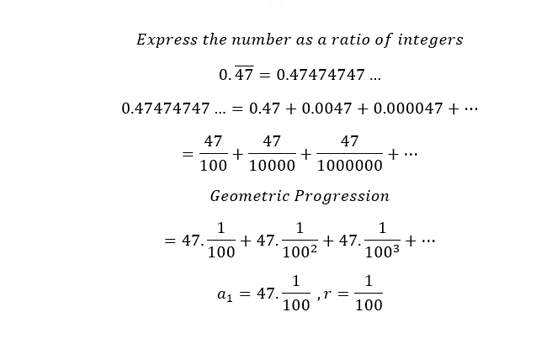 Express the number as a ratio of integers
0.4̅7̅ = 0.47474747 …
0.47474747 … = 0.47 + 0.0047 + 0.000047 + ⋯
= 47/100 + 47/10000 + 47/1000000 + ⋯
Geometric Progression
= 47.1/100 + 47.1/100² + 47.1/100³ + ⋯
a₁ = 47.1/100 , r = 1/100